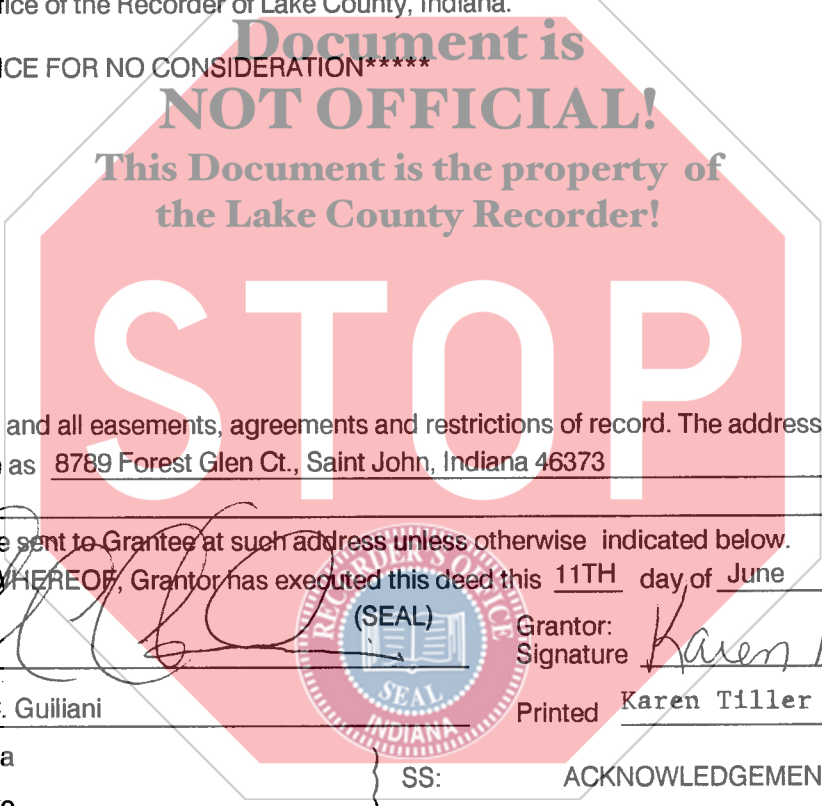 ice of the Recorder of Lake County, Indiana.
Document is
ICE FOR NO CONSIDERATION*****
NOT OFFICIAL!
This Document is the property of
the Lake County Recorder!
STOP
and all easements, agreements and restrictions of record. The address
as 8789 Forest Glen Ct., Saint John, Indiana 46373
e sent to Grantee at such address unless otherwise indicated below.
WHEREOF, Grantor has executed this deed this 11TH day of June
(SEAL)
Grantor:
Signature Karen
RECORDER'S OFFICE
SEAL
INDIANA
. Guiliani
Printed Karen Tiller
a
SS: ACKNOWLEDGEMEN